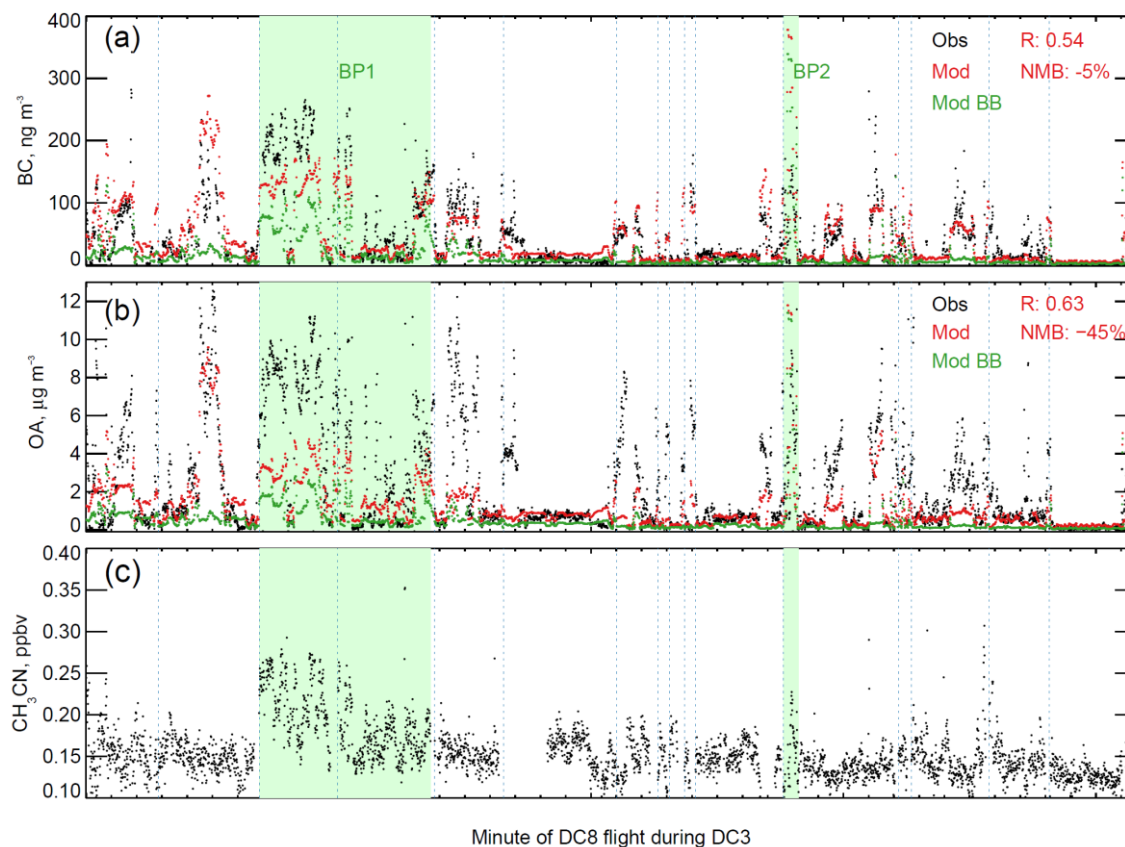 (a)
BP1
BP2
Obs R: 0.54
Mod NMB: -5%
Mod BB
400
300
200
100
0
BC, ng m⁻³
(b)
Obs R: 0.63
Mod NMB: −45%
Mod BB
12
10
8
6
4
2
0
OA, µg m⁻³
(c)
0.40
0.35
0.30
0.25
0.20
0.15
0.10
CH₃CN, ppbv
Minute of DC8 flight during DC3